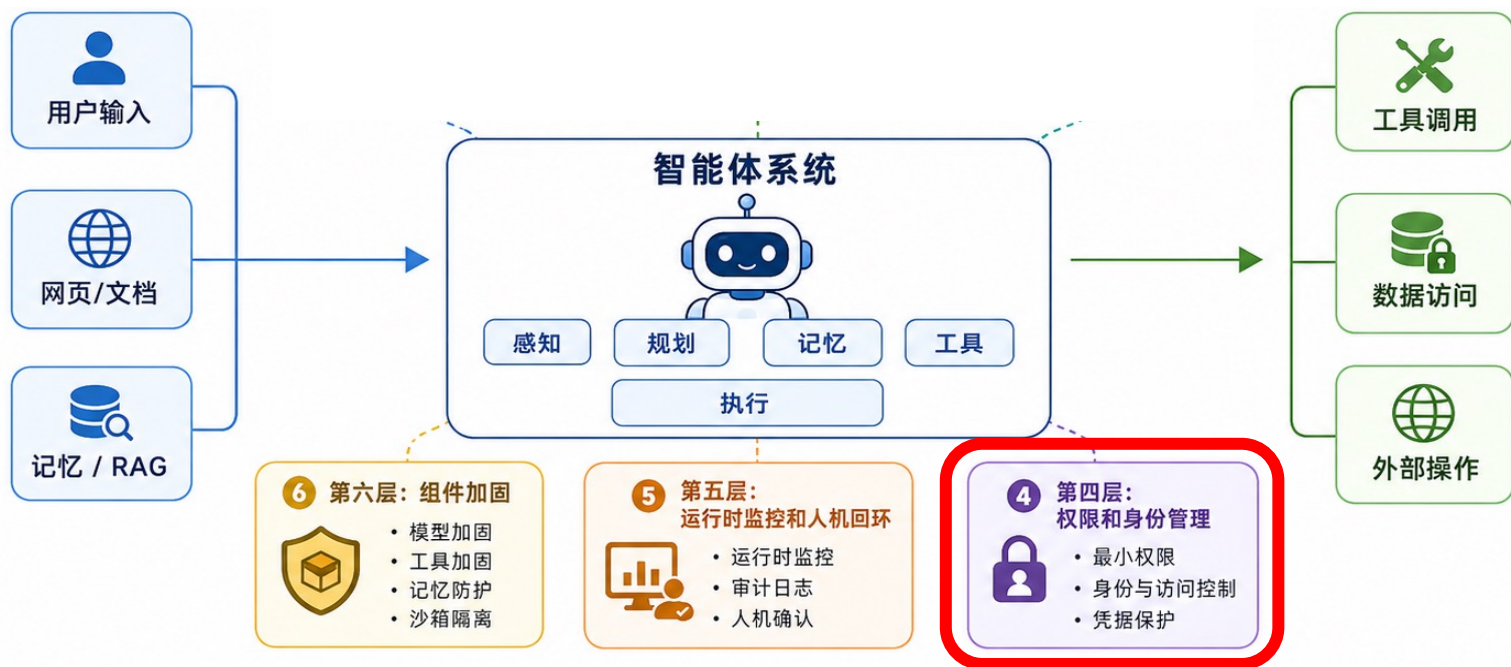 用户输入
网页/文档
记忆 / RAG
智能体系统
感知
规划
记忆
工具
执行
工具调用
数据访问
外部操作
6 第六层：组件加固
• 模型加固
• 工具加固
• 记忆防护
• 沙箱隔离
5 第五层：
运行时监控和人机回环
• 运行时监控
• 审计日志
• 人机确认
4 第四层：
权限和身份管理
• 最小权限
• 身份与访问控制
• 凭据保护